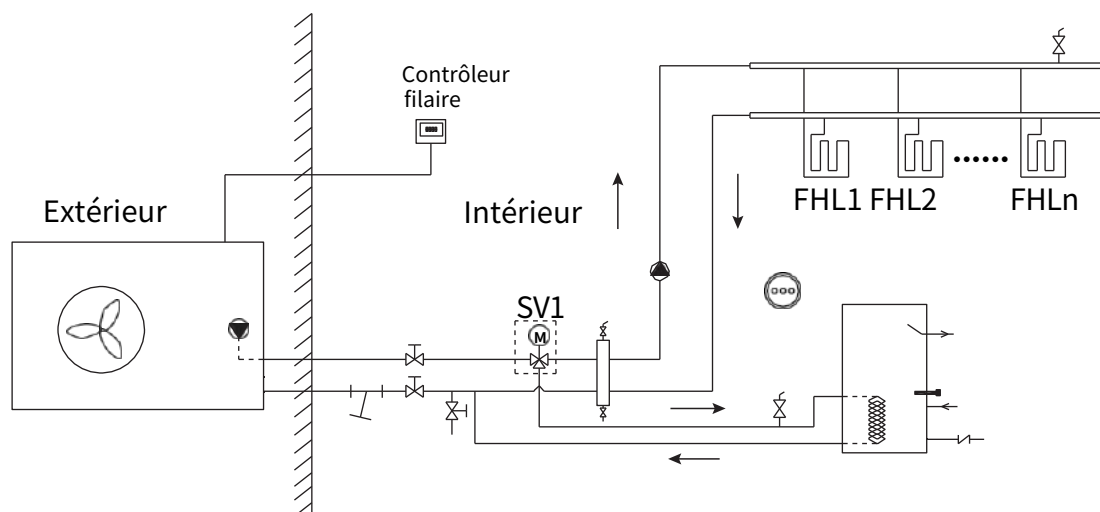 Contrôleur
filaire
Extérieur
Intérieur
FHL1 FHL2 FHLn
SV1
M